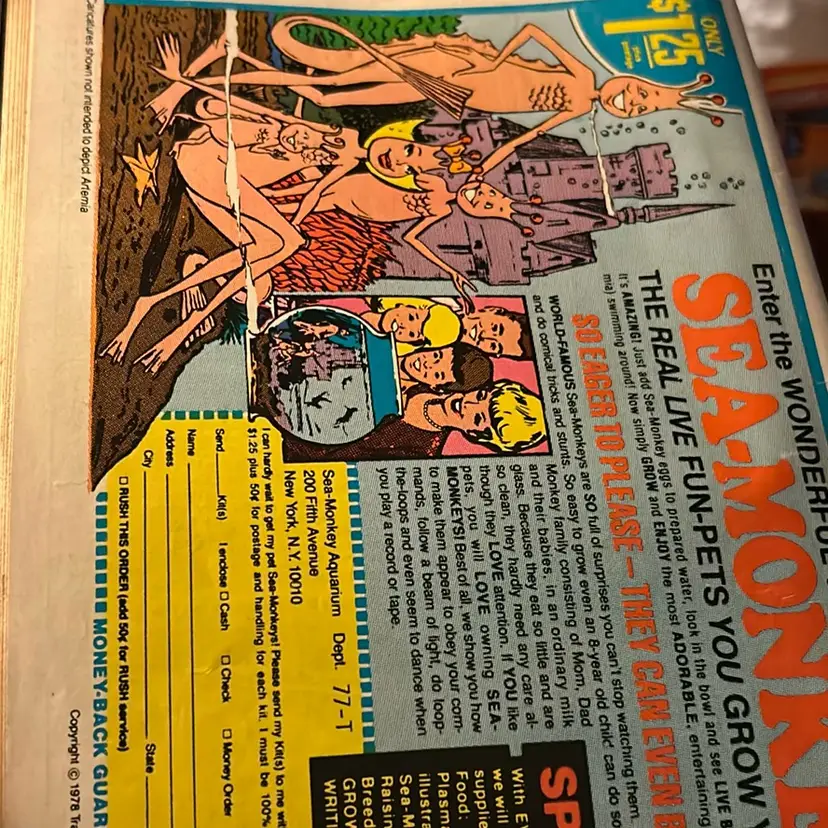 ONLY
$1.25
Enter the WONDERFUL
SEA-MONK
THE REAL LIVE FUN-PETS YOU GROW Y
It's AMAZING! Just add Sea-Monkey eggs to prepared water, look in the bowl and see LIVE B
mia) swimming around! Now simply GROW and ENJOY the most ADORABLE, entertaining
SO EAGER TO PLEASE — THEY CAN EVEN B
WORLD-FAMOUS Sea-Monkeys are SO full of surprises you can't stop watching them.
and do comical tricks and stunts. So easy to grow even an 8-year old child can do so
Monkey family consisting of Mom, Dad
and their babies, in an ordinary milk
glass. Because they eat so little and are
so clean, they hardly need any care al-
though they LOVE attention. If YOU like
pets, you will LOVE owning SEA-
MONKEYS! Best of all, we show you how
to make them appear to obey your com-
mands, follow a beam of light, do loop-
the-loops and even seem to dance when
you play a record or tape.
SP
With E
we will
supplie
Food;
Plasm
illustra
Sea-M
Raisin
Breed
GROW
WRIT
Sea-Monkey Aquarium Dept. 77-T
200 Fifth Avenue
New York, N.Y. 10010
I can hardly wait to get my pet Sea-Monkeys! Please send my Kit(s) to me wit
$1.25 plus 50¢ for postage and handling for each kit. I must be 100%
Send ___ Kit(s) I enclose □ Cash □ Check □ Money Order
Name
Address
City State
□ RUSH THIS ORDER (add 50¢ for RUSH service)
MONEY-BACK GUAR
Caricatures shown not intended to depict Artemia
Copyright © 1978 Tra